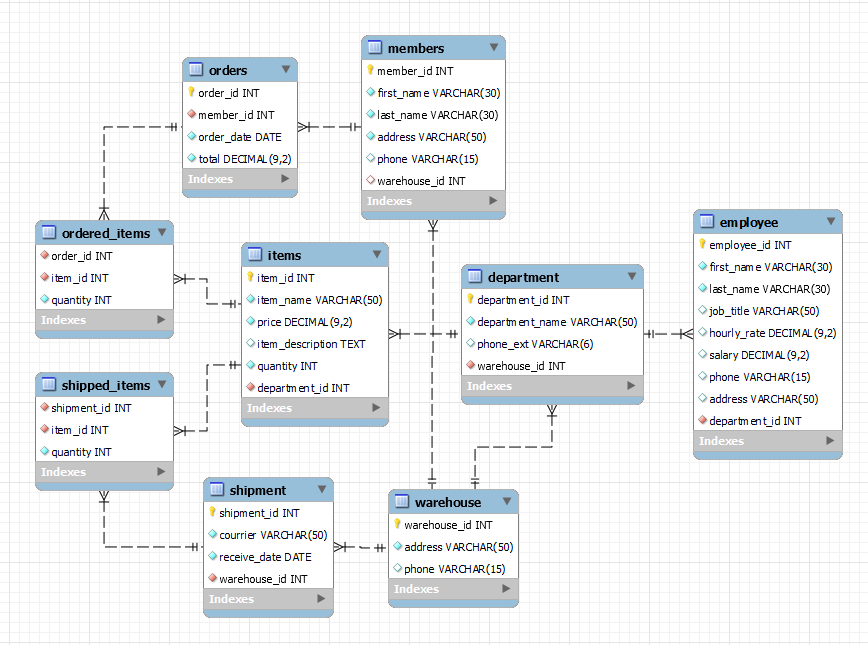 orders
order_id INT
member_id INT
order_date DATE
total DECIMAL(9,2)
Indexes
members
member_id INT
first_name VARCHAR(30)
last_name VARCHAR(30)
address VARCHAR(50)
phone VARCHAR(15)
warehouse_id INT
Indexes
ordered_items
order_id INT
item_id INT
quantity INT
Indexes
items
item_id INT
item_name VARCHAR(50)
price DECIMAL(9,2)
item_description TEXT
quantity INT
department_id INT
Indexes
department
department_id INT
department_name VARCHAR(50)
phone_ext VARCHAR(6)
warehouse_id INT
Indexes
employee
employee_id INT
first_name VARCHAR(30)
last_name VARCHAR(30)
job_title VARCHAR(50)
hourly_rate DECIMAL(9,2)
salary DECIMAL(9,2)
phone VARCHAR(15)
address VARCHAR(50)
department_id INT
Indexes
shipped_items
shipment_id INT
item_id INT
quantity INT
Indexes
shipment
shipment_id INT
courrier VARCHAR(50)
receive_date DATE
warehouse_id INT
Indexes
warehouse
warehouse_id INT
address VARCHAR(50)
phone VARCHAR(15)
Indexes